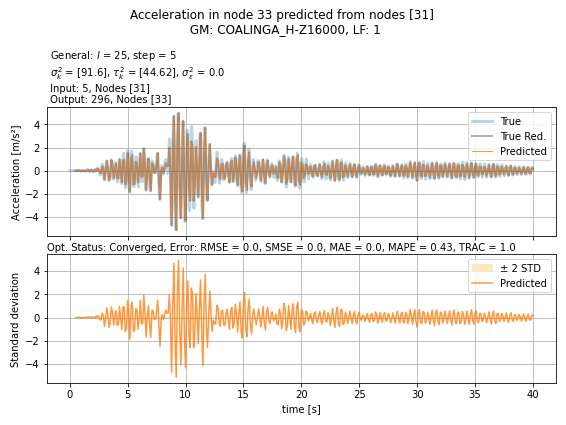 Acceleration in node 33 predicted from nodes [31]
GM: COALINGA_H-Z16000, LF: 1
General: l = 25, step = 5
σ²ₖ = [91.6], τ²ₖ = [44.62], σ²ε = 0.0
Input: 5, Nodes [31]
Output: 296, Nodes [33]
Acceleration [m/s²]
4
2
0
−2
−4
True
True Red.
Predicted
Opt. Status: Converged, Error: RMSE = 0.0, SMSE = 0.0, MAE = 0.0, MAPE = 0.43, TRAC = 1.0
Standard deviation
4
2
0
−2
−4
± 2 STD
Predicted
0 5 10 15 20 25 30 35 40
time [s]